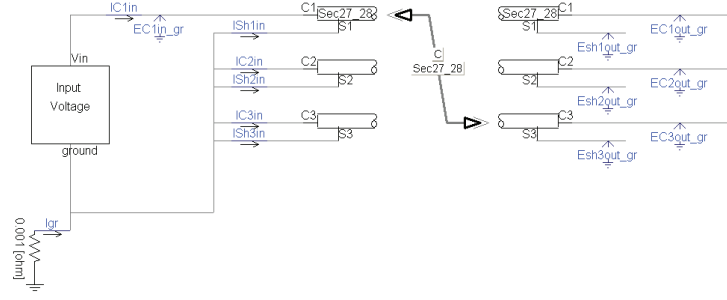 IC1in
EC1in_gr
ISh1in
C1
Sec27_28
S1
Sec27_28
C1
S1
Esh1out_gr
EC1out_gr
Vin
Input
Voltage
ground
IC2in
C2
ISh2in
S2
C
Sec27_28
C2
S2
Esh2out_gr
EC2out_gr
IC3in
C3
ISh3in
S3
C3
S3
Esh3out_gr
EC3out_gr
Igr
0.001 [ohm]